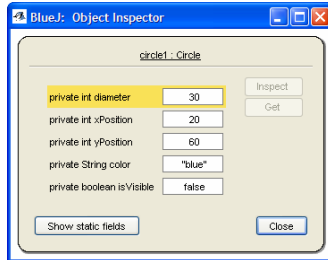 BlueJ: Object Inspector
circle1 : Circle
private int diameter 30
Inspect
private int xPosition 20
Get
private int yPosition 60
private String color "blue"
private boolean isVisible false
Show static fields Close